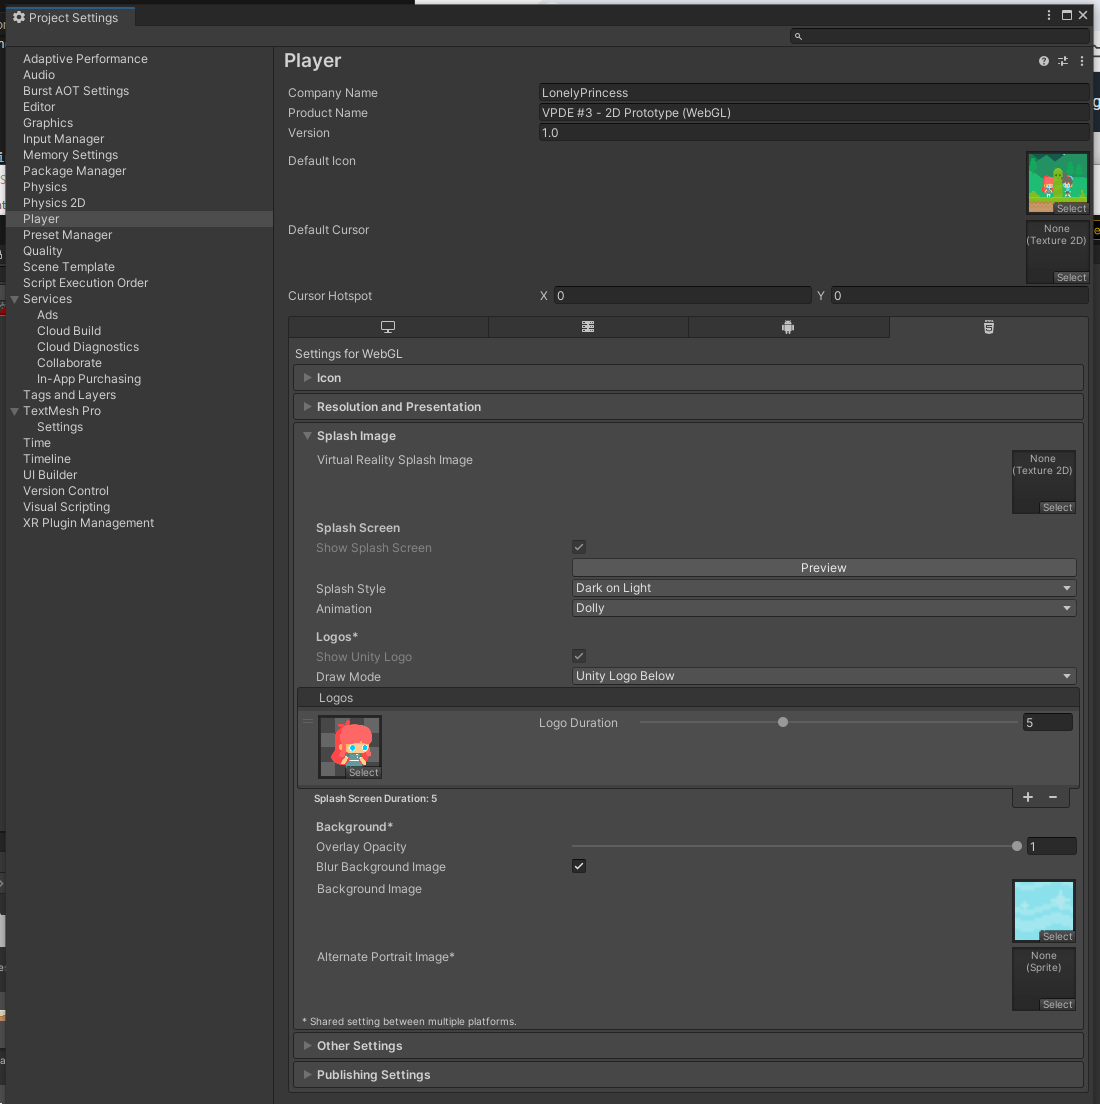 Project Settings
Adaptive Performance
Audio
Burst AOT Settings
Editor
Graphics
Input Manager
Memory Settings
Package Manager
Physics
Physics 2D
Player
Preset Manager
Quality
Scene Template
Script Execution Order
Services
Ads
Cloud Build
Cloud Diagnostics
Collaborate
In-App Purchasing
Tags and Layers
TextMesh Pro
Settings
Time
Timeline
UI Builder
Version Control
Visual Scripting
XR Plugin Management
Player
Company Name LonelyPrincess
Product Name VPDE #3 - 2D Prototype (WebGL)
Version 1.0
Default Icon
Select
Default Cursor
None
(Texture 2D)
Select
Cursor Hotspot X 0 Y 0
Settings for WebGL
Icon
Resolution and Presentation
Splash Image
Virtual Reality Splash Image
None
(Texture 2D)
Select
Splash Screen
Show Splash Screen
Preview
Splash Style Dark on Light
Animation Dolly
Logos*
Show Unity Logo
Draw Mode Unity Logo Below
Logos
Logo Duration 5
Select
Splash Screen Duration: 5
+ −
Background*
Overlay Opacity 1
Blur Background Image
Background Image
Select
Alternate Portrait Image*
None
(Sprite)
Select
* Shared setting between multiple platforms.
Other Settings
Publishing Settings